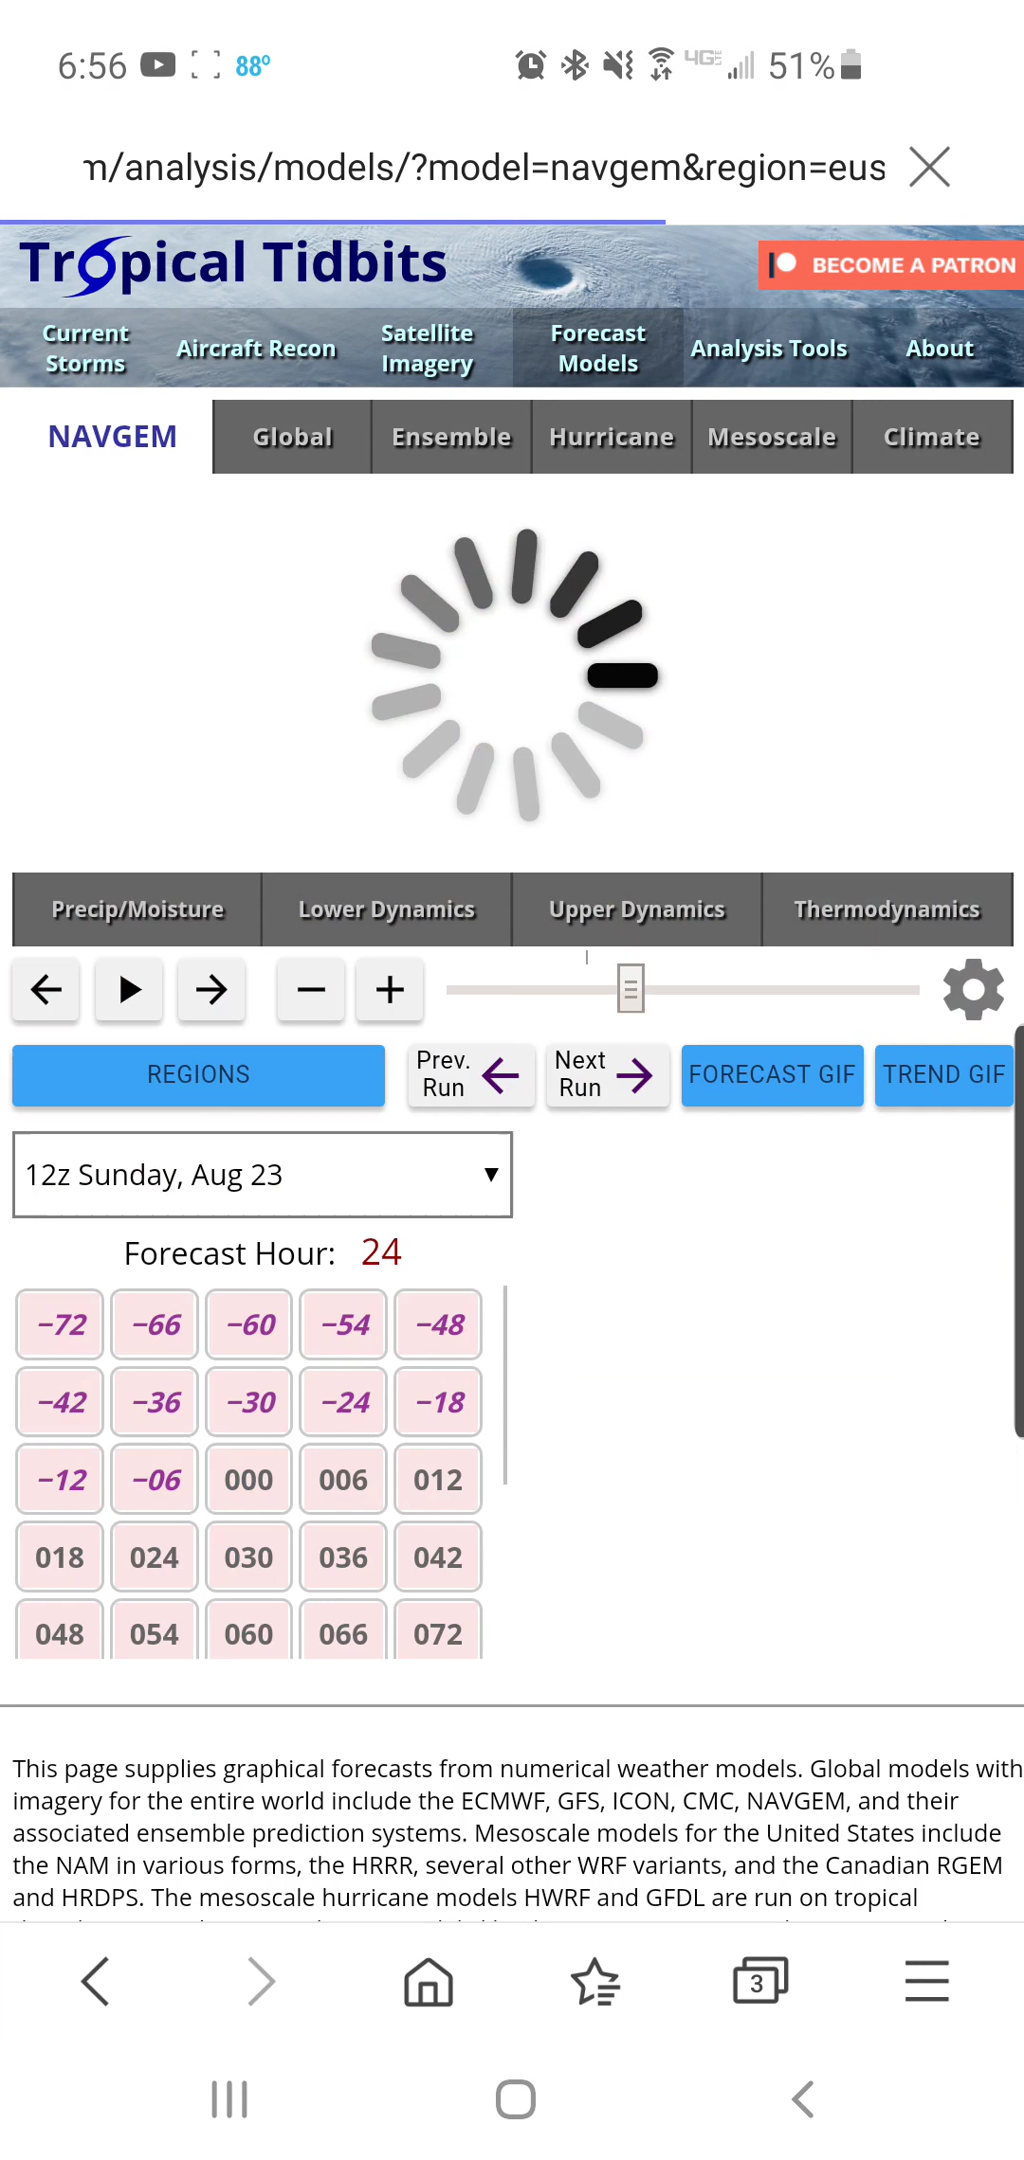 6:56 88° 4GE 51%
m/analysis/models/?model=navgem&region=eus
Tropical Tidbits
BECOME A PATRON
Current Storms
Aircraft Recon
Satellite Imagery
Forecast Models
Analysis Tools
About
NAVGEM Global Ensemble Hurricane Mesoscale Climate
Precip/Moisture Lower Dynamics Upper Dynamics Thermodynamics
REGIONS
Prev. Run
Next Run
FORECAST GIF
TREND GIF
12z Sunday, Aug 23
Forecast Hour: 24
−72 −66 −60 −54 −48
−42 −36 −30 −24 −18
−12 −06 000 006 012
018 024 030 036 042
048 054 060 066 072
This page supplies graphical forecasts from numerical weather models. Global models with
imagery for the entire world include the ECMWF, GFS, ICON, CMC, NAVGEM, and their
associated ensemble prediction systems. Mesoscale models for the United States include
the NAM in various forms, the HRRR, several other WRF variants, and the Canadian RGEM
and HRDPS. The mesoscale hurricane models HWRF and GFDL are run on tropical
3